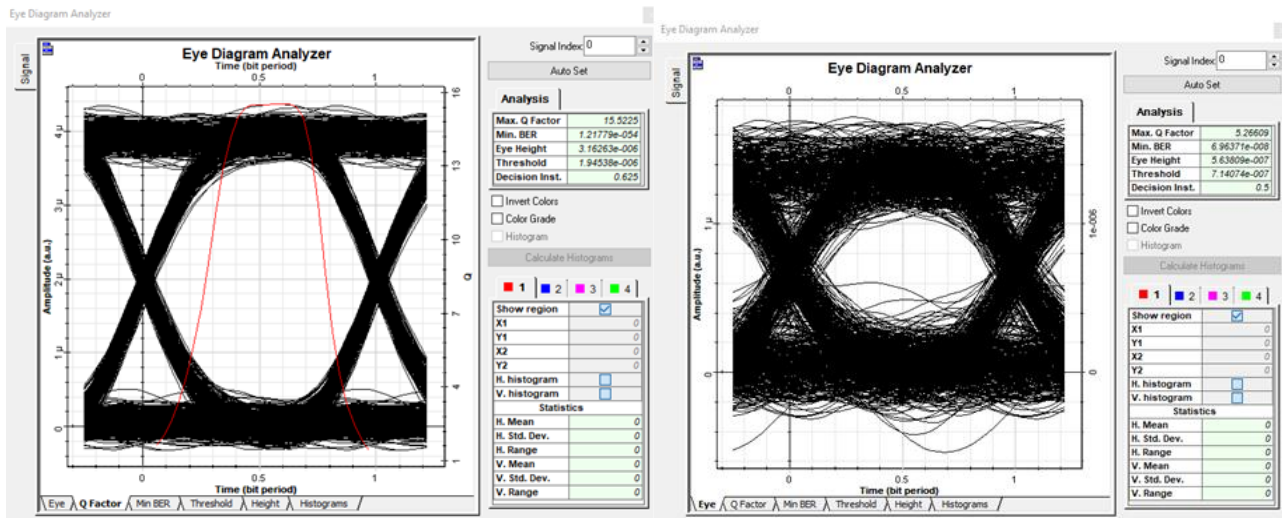 Eye Diagram Analyzer
Signal
Eye Diagram Analyzer
Time (bit period)
0 0.5 1
Amplitude (a.u.)
4 µ
3 µ
2 µ
1 µ
0
16
15
13
12
10
9
7
6
4
3
1
Q
0 0.5 1
Time (bit period)
Eye Q Factor Min BER Threshold Height Histograms
Signal Index: 0
Auto Set
Analysis
Max. Q Factor 15.5225
Min. BER 1.21779e-054
Eye Height 3.16263e-006
Threshold 1.94538e-006
Decision Inst. 0.625
Invert Colors
Color Grade
Histogram
Calculate Histograms
1 2 3 4
Show region
X1 0
Y1 0
X2 0
Y2 0
H. histogram
V. histogram
Statistics
H. Mean 0
H. Std. Dev. 0
H. Range 0
V. Mean 0
V. Std. Dev. 0
V. Range 0
Eye Diagram Analyzer
Signal
Eye Diagram Analyzer
0 0.5 1
Amplitude (a.u.)
1 µ
0
1e-006
0
0 0.5 1
Time (bit period)
Eye Q Factor Min BER Threshold Height Histograms
Signal Index: 0
Auto Set
Analysis
Max. Q Factor 5.26609
Min. BER 6.96371e-008
Eye Height 5.63809e-007
Threshold 7.14074e-007
Decision Inst. 0.5
Invert Colors
Color Grade
Histogram
Calculate Histograms
1 2 3 4
Show region
X1 0
Y1 0
X2 0
Y2 0
H. histogram
V. histogram
Statistics
H. Mean 0
H. Std. Dev. 0
H. Range 0
V. Mean 0
V. Std. Dev. 0
V. Range 0